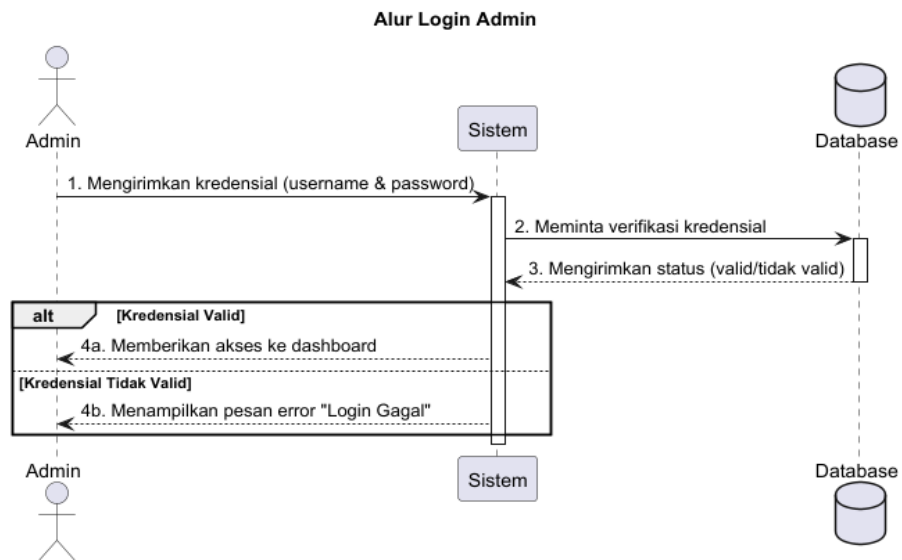 Alur Login Admin
Admin
Sistem
Database
1. Mengirimkan kredensial (username & password)
2. Meminta verifikasi kredensial
3. Mengirimkan status (valid/tidak valid)
alt [Kredensial Valid]
4a. Memberikan akses ke dashboard
[Kredensial Tidak Valid]
4b. Menampilkan pesan error "Login Gagal"
Admin
Sistem
Database